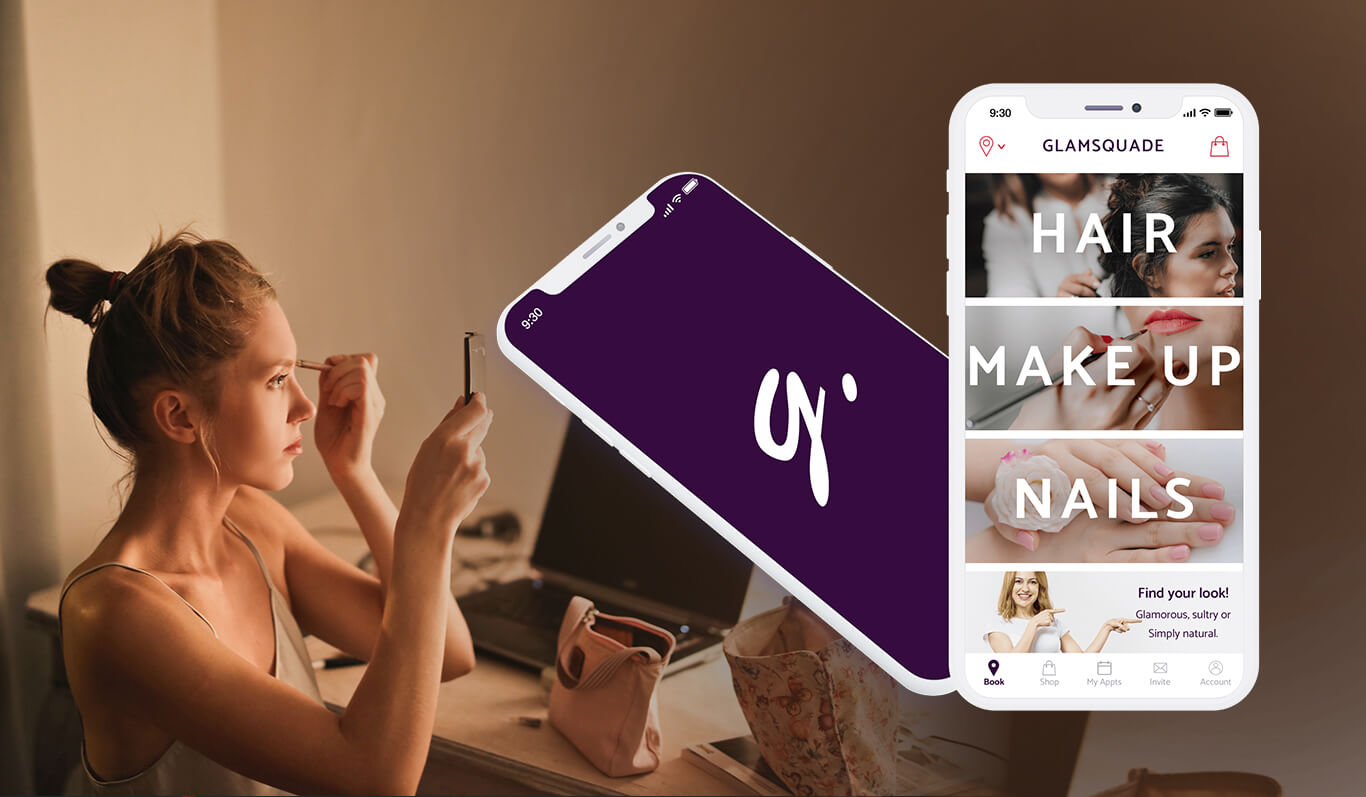 9:30
9:30
GLAMSQUADE
HAIR
MAKE UP
NAILS
Find your look!
Glamorous, sultry or
Simply natural.
Book Shop My Appts Invite Account